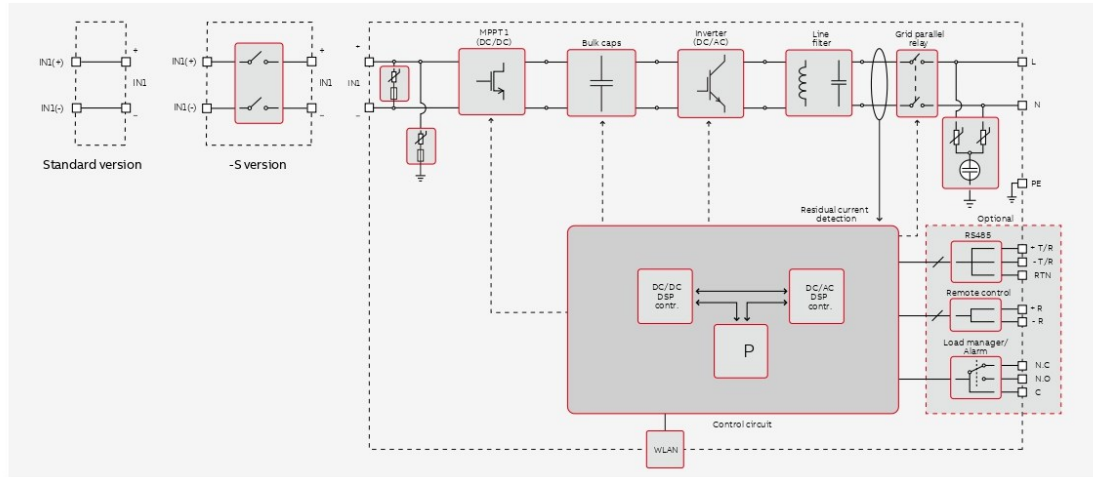 IN1(+)
IN1(-)
+
IN1
–
Standard version
IN1(+)
IN1(-)
+
IN1
–
-S version
+
IN1
–
MPPT1
(DC/DC)
Bulk caps
Inverter
(DC/AC)
Line
filter
Grid parallel
relay
L
N
PE
Residual current
detection
DC/DC
DSP
contr.
DC/AC
DSP
contr.
P
Control circuit
WLAN
Optional
RS485
+ T/R
- T/R
RTN
Remote control
+ R
- R
Load manager/
Alarm
N.C
N.O
C